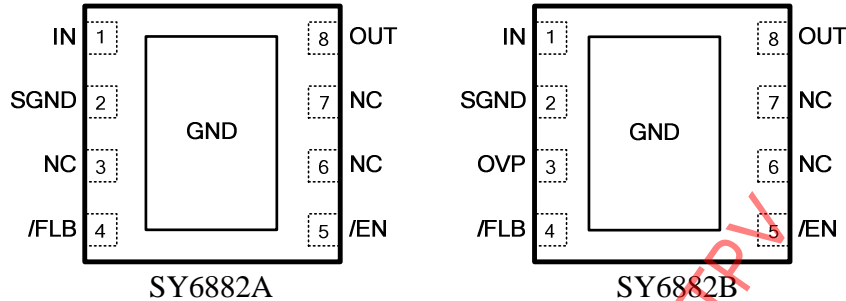 IN 1 8 OUT IN 1 8 OUT
SGND 2 7 NC SGND 2 7 NC
GND GND
NC 3 6 NC OVP 3 6 NC
/FLB 4 5 /EN /FLB 4 5 /EN
SY6882A SY6882B
TPV